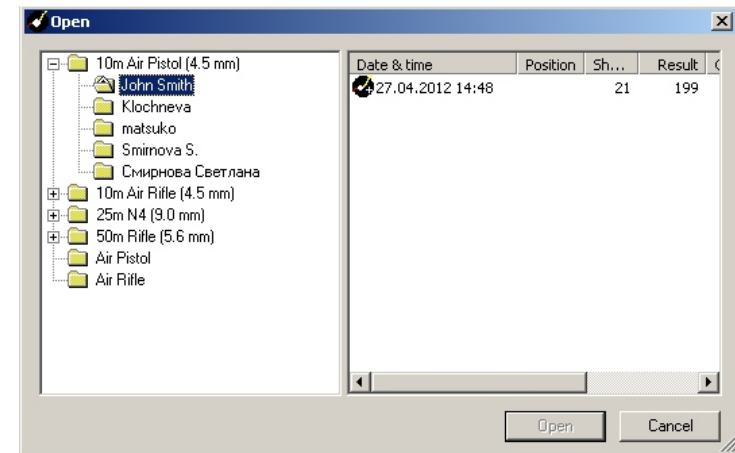 Open
10m Air Pistol (4.5 mm)
John Smith
Klochneva
matsuko
Smirnova S.
Смирнова Светлана
10m Air Rifle (4.5 mm)
25m N4 (9.0 mm)
50m Rifle (5.6 mm)
Air Pistol
Air Rifle
Date & time Position Sh... Result
27.04.2012 14:48 21 199
Open Cancel